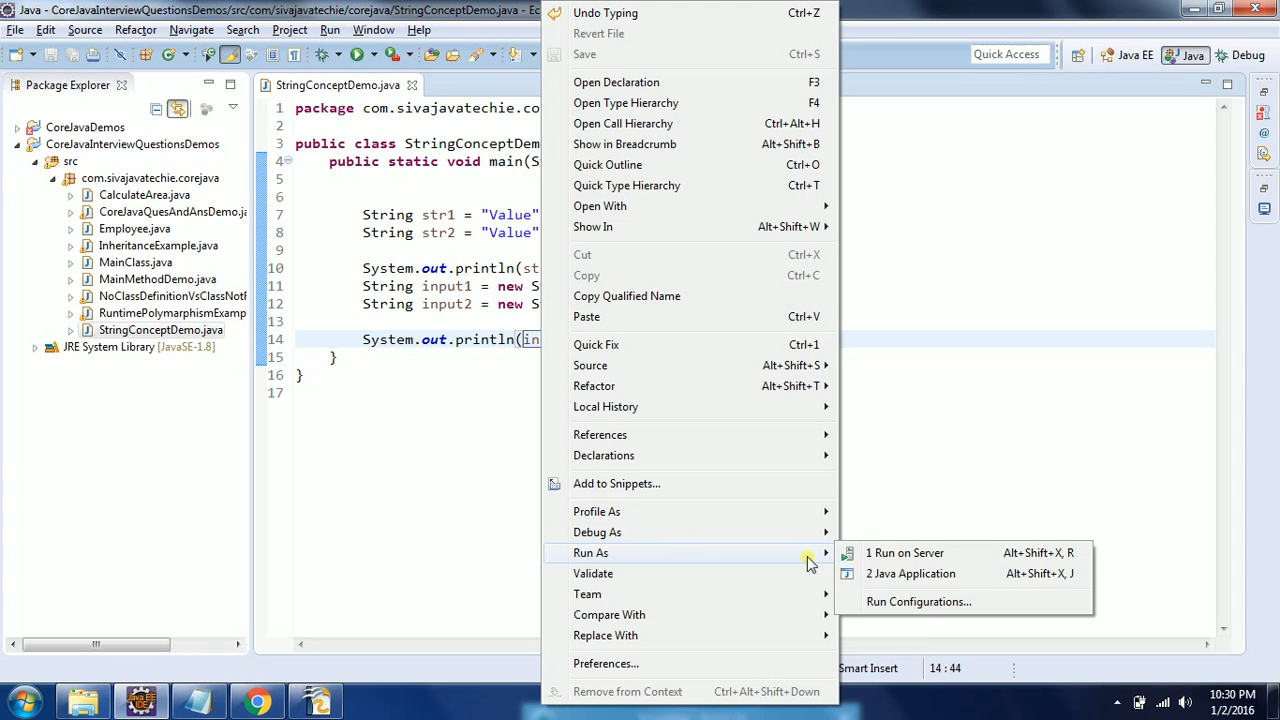 Java - CoreJavaInterviewQuestionsDemos/src/com/sivajavatechie/corejava/StringConceptDemo.java - Ec
File Edit Source Refactor Navigate Search Project Run Window Help
Quick Access
Java EE
Java
Debug
Package Explorer
CoreJavaDemos
CoreJavaInterviewQuestionsDemos
src
com.sivajavatechie.corejava
CalculateArea.java
CoreJavaQuesAndAnsDemo.ja
Employee.java
InheritanceExample.java
MainClass.java
MainMethodDemo.java
NoClassDefinitionVsClassNotF
RuntimePolymorphismExamp
StringConceptDemo.java
JRE System Library [JavaSE-1.8]
StringConceptDemo.java
1 package com.sivajavatechie.co
2
3 public class StringConceptDem
4 public static void main(S
5
6
7 String str1 = "Value"
8 String str2 = "Value"
9
10 System.out.println(st
11 String input1 = new S
12 String input2 = new S
13
14 System.out.println(in
15 }
16 }
17
Undo Typing Ctrl+Z
Revert File
Save Ctrl+S
Open Declaration F3
Open Type Hierarchy F4
Open Call Hierarchy Ctrl+Alt+H
Show in Breadcrumb Alt+Shift+B
Quick Outline Ctrl+O
Quick Type Hierarchy Ctrl+T
Open With
Show In Alt+Shift+W
Cut Ctrl+X
Copy Ctrl+C
Copy Qualified Name
Paste Ctrl+V
Quick Fix Ctrl+1
Source Alt+Shift+S
Refactor Alt+Shift+T
Local History
References
Declarations
Add to Snippets...
Profile As
Debug As
Run As
Validate
Team
Compare With
Replace With
Preferences...
Remove from Context Ctrl+Alt+Shift+Down
1 Run on Server Alt+Shift+X, R
2 Java Application Alt+Shift+X, J
Run Configurations...
Smart Insert
14 : 44
Java EE
IDE
10:30 PM
1/2/2016